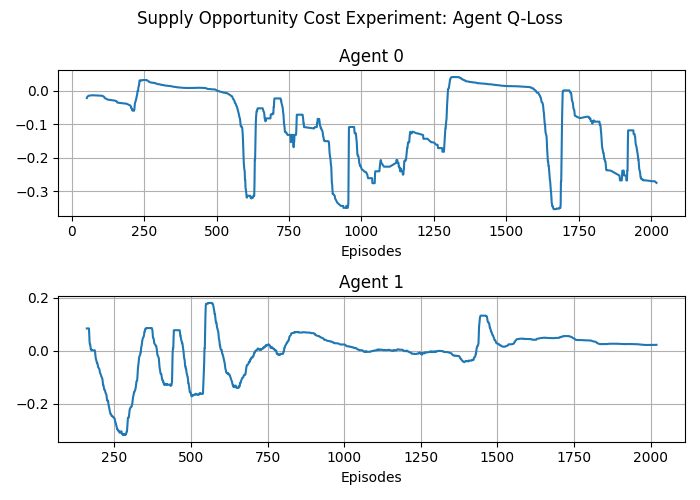 Supply Opportunity Cost Experiment: Agent Q-Loss
Agent 0
0.0
−0.1
−0.2
−0.3
0 250 500 750 1000 1250 1500 1750 2000
Episodes
Agent 1
0.2
0.0
−0.2
250 500 750 1000 1250 1500 1750 2000
Episodes